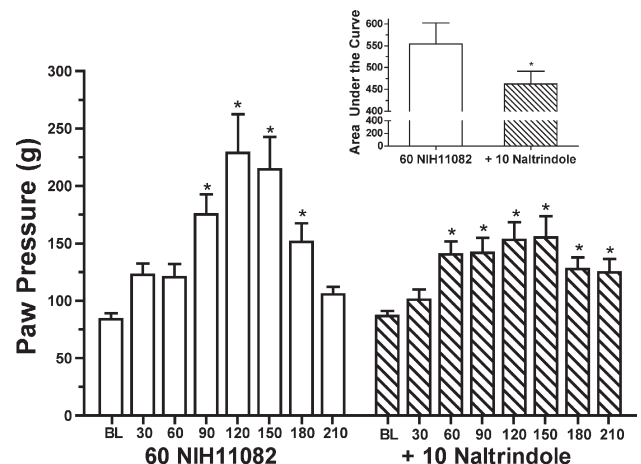 600
550
500
450
400
400
200
0
Area Under the Curve
*
60 NIH11082 + 10 Naltrindole
300
250
200
150
100
50
0
Paw Pressure (g)
* * * *
* * * * * *
BL 30 60 90 120 150 180 210 BL 30 60 90 120 150 180 210
60 NIH11082 + 10 Naltrindole